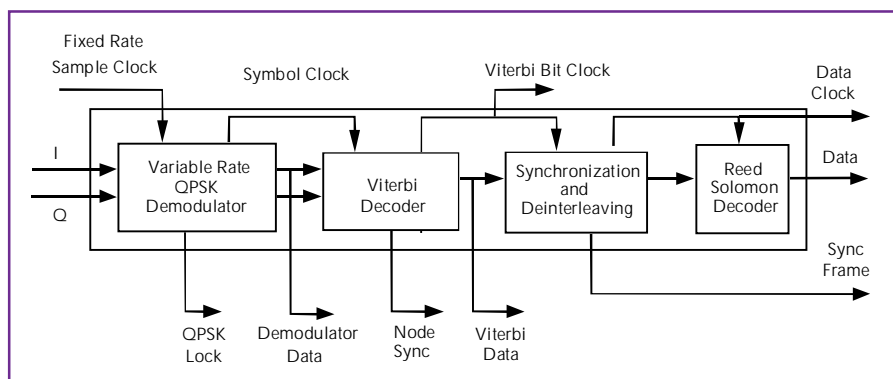 Fixed Rate
Sample Clock
Symbol Clock
Viterbi Bit Clock
Data
Clock
I
Q
Variable Rate
QPSK
Demodulator
Viterbi
Decoder
Synchronization
and
Deinterleaving
Reed
Solomon
Decoder
Data
Sync
Frame
QPSK
Lock
Demodulator
Data
Node
Sync
Viterbi
Data